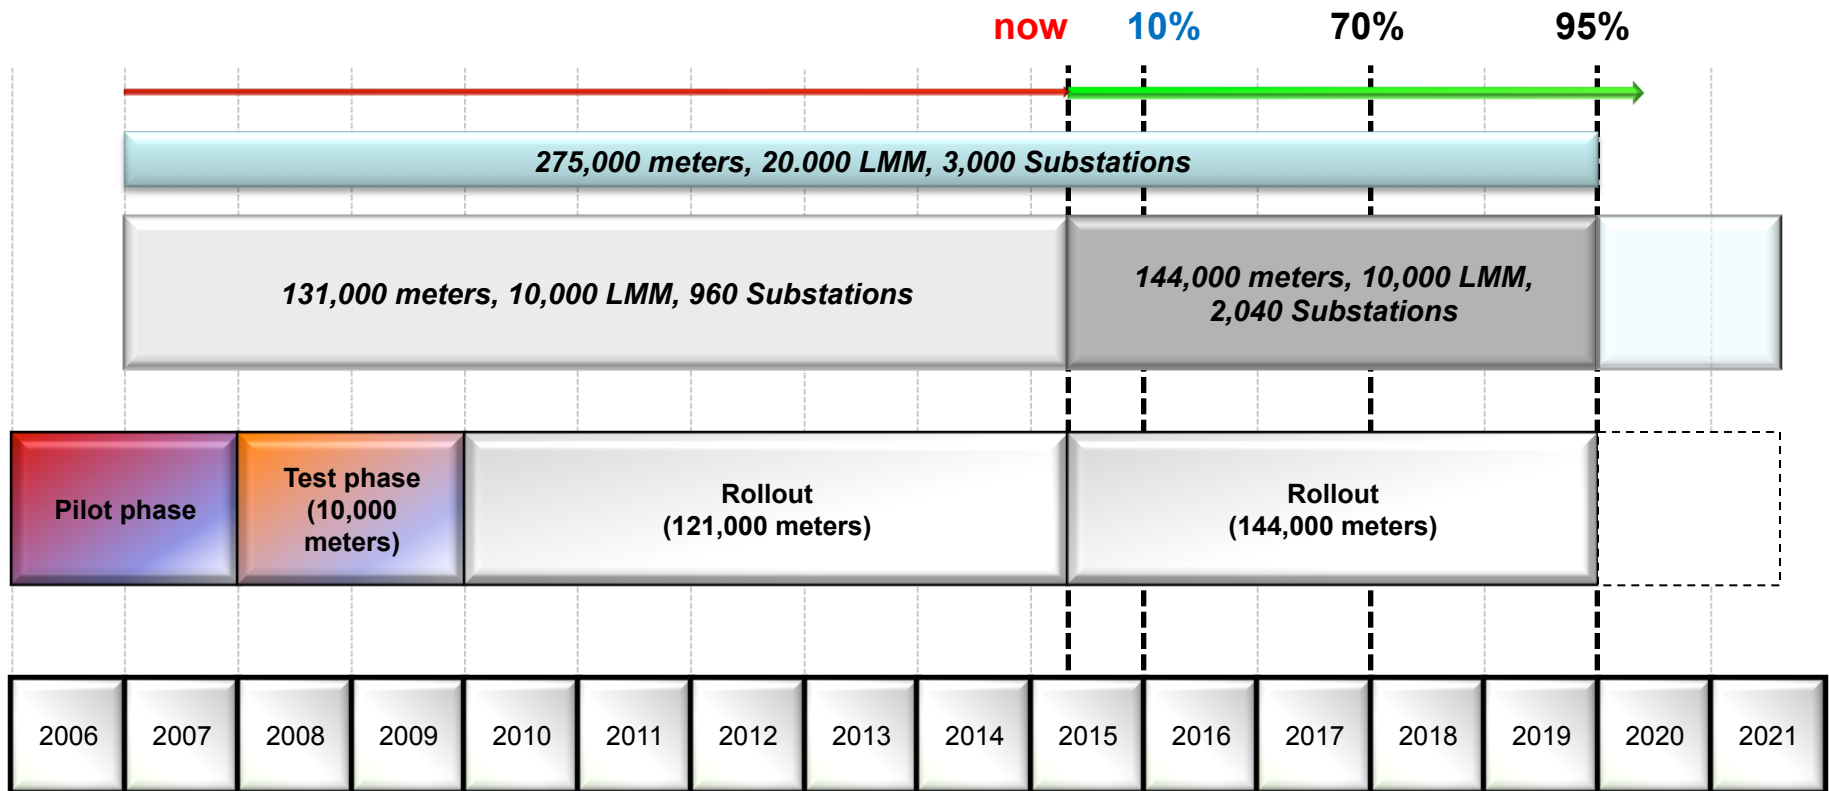 now 10% 70% 95%
275,000 meters, 20.000 LMM, 3,000 Substations
131,000 meters, 10,000 LMM, 960 Substations
144,000 meters, 10,000 LMM,
2,040 Substations
Pilot phase
Test phase
(10,000
meters)
Rollout
(121,000 meters)
Rollout
(144,000 meters)
2006 2007 2008 2009 2010 2011 2012 2013 2014 2015 2016 2017 2018 2019 2020 2021